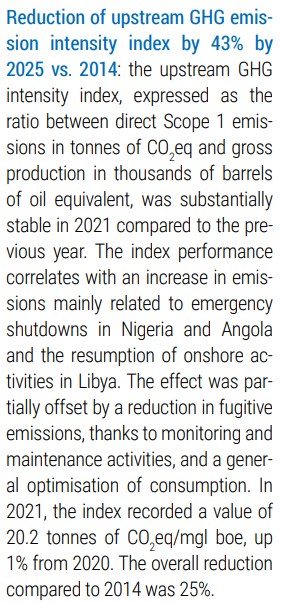 Reduction of upstream GHG emis-
sion intensity index by 43% by
2025 vs. 2014: the upstream GHG
intensity index, expressed as the
ratio between direct Scope 1 emis-
sions in tonnes of CO₂eq and gross
production in thousands of barrels
of oil equivalent, was substantially
stable in 2021 compared to the pre-
vious year. The index performance
correlates with an increase in emis-
sions mainly related to emergency
shutdowns in Nigeria and Angola
and the resumption of onshore ac-
tivities in Libya. The effect was par-
tially offset by a reduction in fugitive
emissions, thanks to monitoring and
maintenance activities, and a gener-
al optimisation of consumption. In
2021, the index recorded a value of
20.2 tonnes of CO₂eq/mgl boe, up
1% from 2020. The overall reduction
compared to 2014 was 25%.